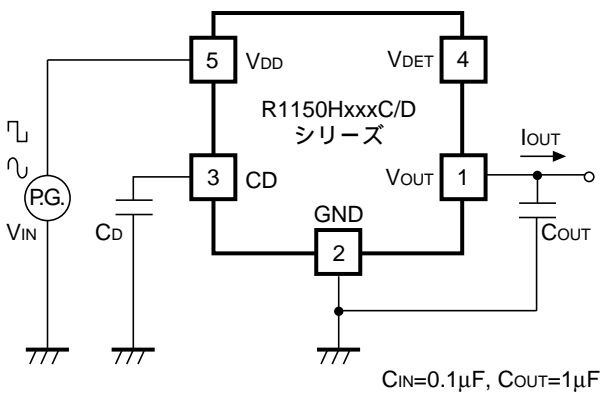 5 VDD
VDET 4
R1150HxxxC/D
シリーズ
IOUT
P.G.
3 CD
VOUT 1
VIN
CD
GND
COUT
2
CIN=0.1μF, COUT=1μF